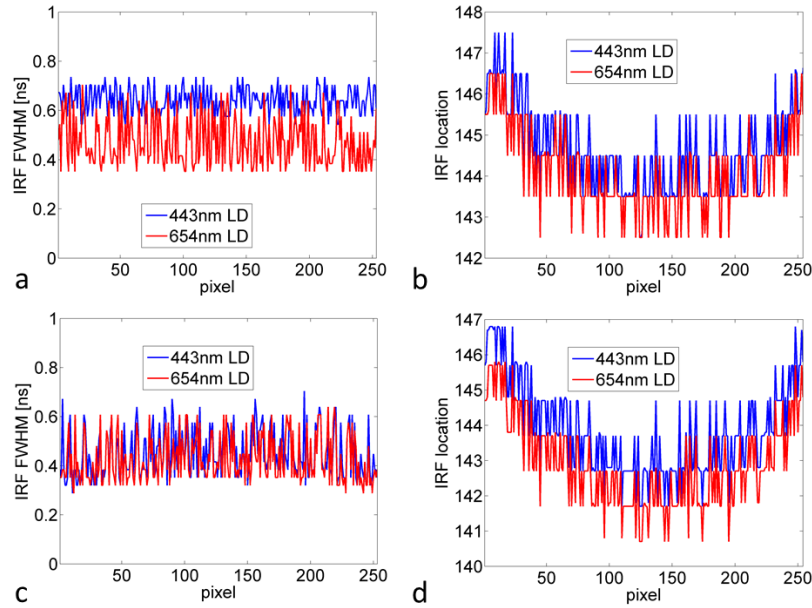 1
0.8
0.6
0.4
0.2
0
IRF FWHM [ns]
443nm LD
654nm LD
50 100 150 200 250
pixel
a
148
147
146
145
144
143
142
IRF location
443nm LD
654nm LD
50 100 150 200 250
pixel
b
1
0.8
0.6
0.4
0.2
0
IRF FWHM [ns]
443nm LD
654nm LD
50 100 150 200 250
pixel
c
147
146
145
144
143
142
141
140
IRF location
443nm LD
654nm LD
50 100 150 200 250
pixel
d